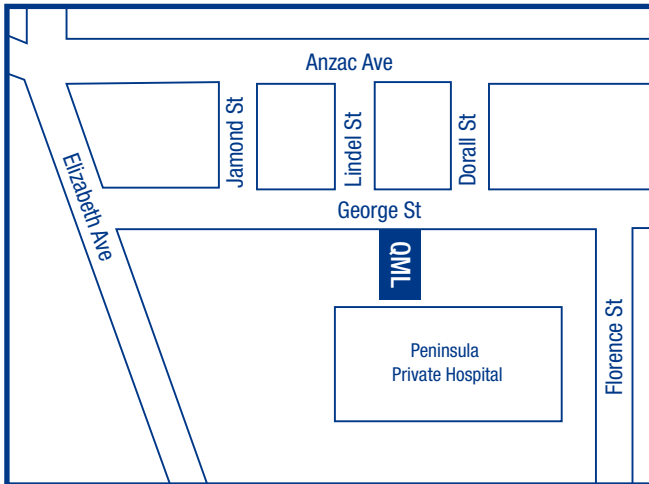 Anzac Ave
Jamond St
Lindel St
Dorall St
Elizabeth Ave
George St
QML
Peninsula
Private Hospital
Florence St